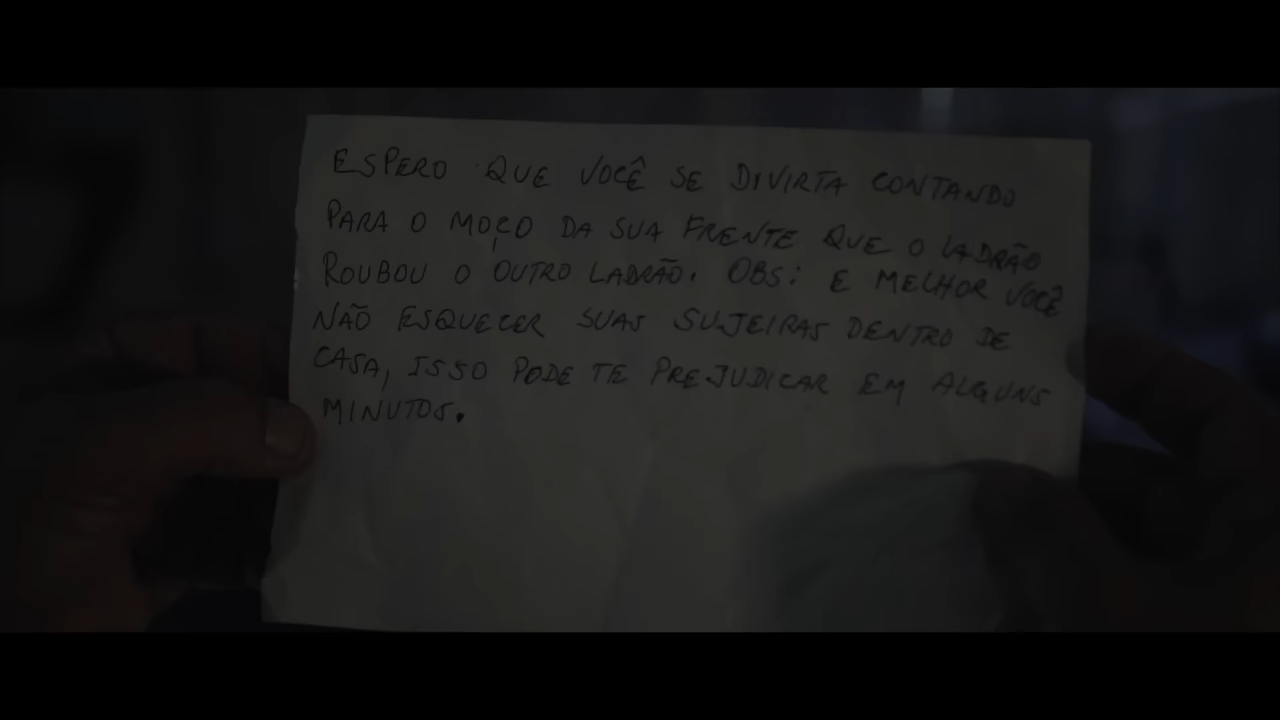 ESPERO QUE VOCÊ SE DIVIRTA CONTANDO
PARA O MOÇO DA SUA FRENTE QUE O LADRÃO
ROUBOU O OUTRO LADRÃO. OBS: E MELHOR VOCÊ
NÃO ESQUECER SUAS SUJEIRAS DENTRO DE
CASA, ISSO PODE TE PREJUDICAR EM ALGUNS
MINUTOS.